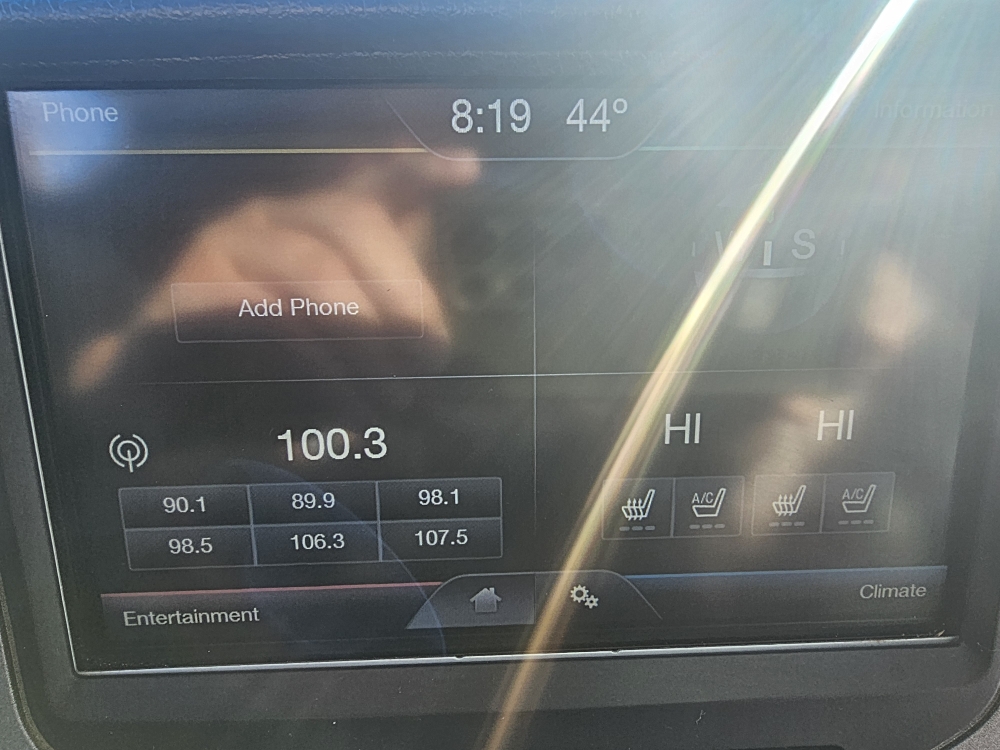 Phone
8:19 44°
Information
W S
Add Phone
100.3
HI HI
90.1 89.9 98.1
A/C A/C
98.5 106.3 107.5
Entertainment
Climate